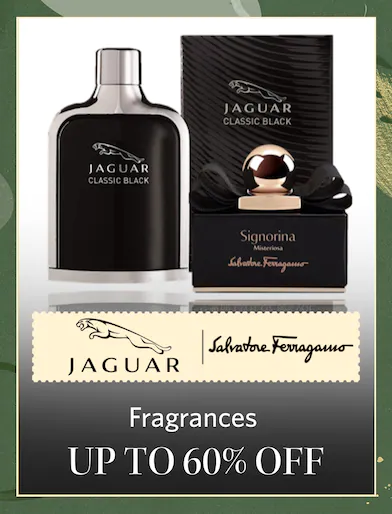 JAGUAR
CLASSIC BLACK
JAGUAR
CLASSIC BLACK
Signorina
Misteriosa
Salvatore Ferragamo
JAGUAR
Salvatore Ferragamo
Fragrances
UP TO 60% OFF